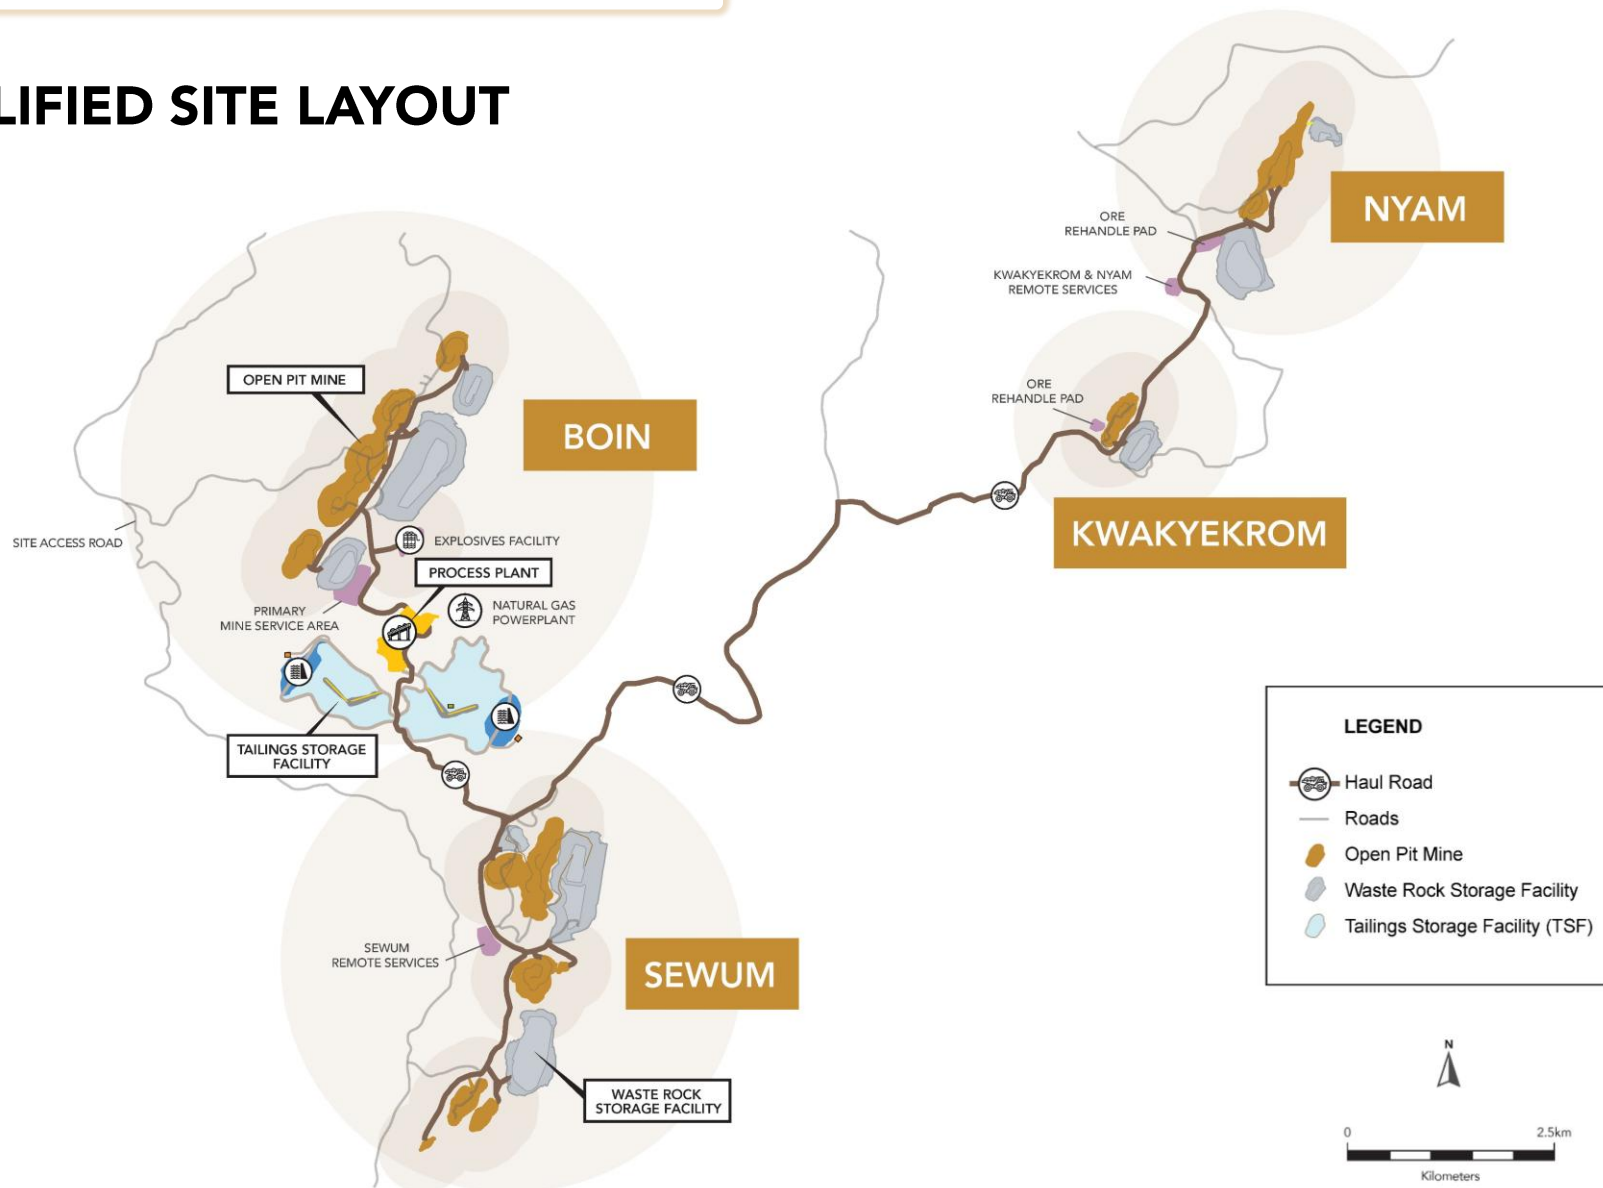 LIFIED SITE LAYOUT
NYAM
ORE
REHANDLE PAD
KWAKYEKROM & NYAM
REMOTE SERVICES
OPEN PIT MINE
ORE
REHANDLE PAD
BOIN
KWAKYEKROM
SITE ACCESS ROAD
EXPLOSIVES FACILITY
PROCESS PLANT
PRIMARY
MINE SERVICE AREA
NATURAL GAS
POWERPLANT
TAILINGS STORAGE
FACILITY
SEWUM
REMOTE SERVICES
SEWUM
WASTE ROCK
STORAGE FACILITY
LEGEND
Haul Road
Roads
Open Pit Mine
Waste Rock Storage Facility
Tailings Storage Facility (TSF)
N
0 2.5km
Kilometers